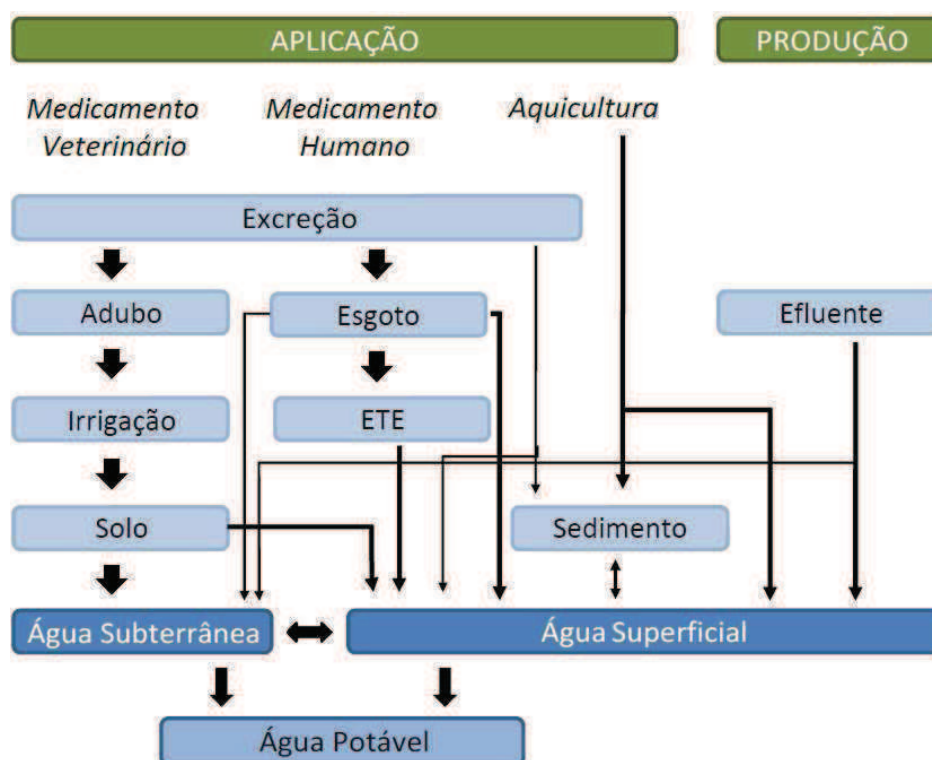 APLICAÇÃO
PRODUÇÃO
Medicamento
Veterinário
Medicamento
Humano
Aquicultura
Excreção
Adubo
Esgoto
Efluente
Irrigação
ETE
Solo
Sedimento
Água Subterrânea
Água Superficial
Água Potável